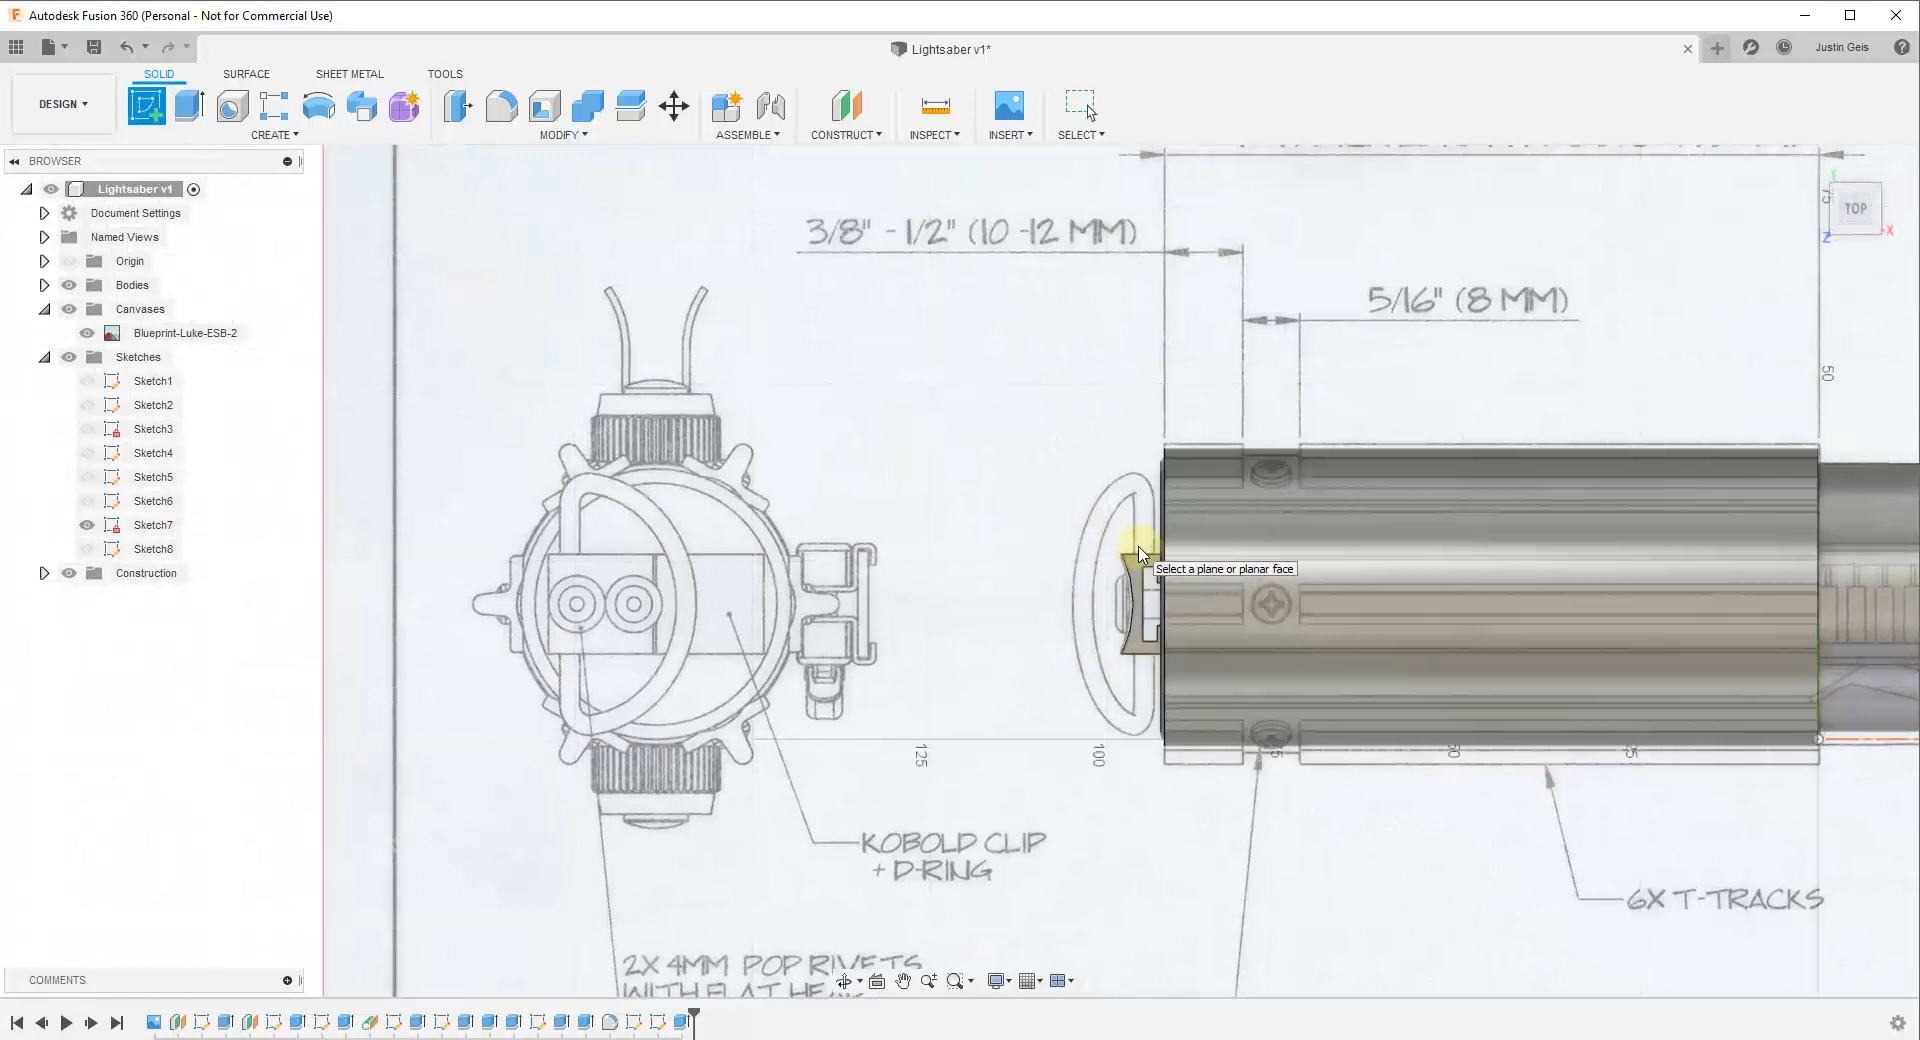 Autodesk Fusion 360 (Personal - Not for Commercial Use)
Lightsaber v1*
Justin Geis
SOLID
SURFACE
SHEET METAL
TOOLS
DESIGN
CREATE
MODIFY
ASSEMBLE
CONSTRUCT
INSPECT
INSERT
SELECT
BROWSER
Lightsaber v1
Document Settings
Named Views
Origin
Bodies
Canvases
Blueprint-Luke-ESB-2
Sketches
Sketch1
Sketch2
Sketch3
Sketch4
Sketch5
Sketch6
Sketch7
Sketch8
Construction
TOP
Y
X
Z
75
3/8" - 1/2" (10 -12 MM)
5/16" (8 MM)
50
Select a plane or planar face
125
100
KOBOLD CLIP
+ D-RING
6X T-TRACKS
2X 4MM POP RIVETS
COMMENTS